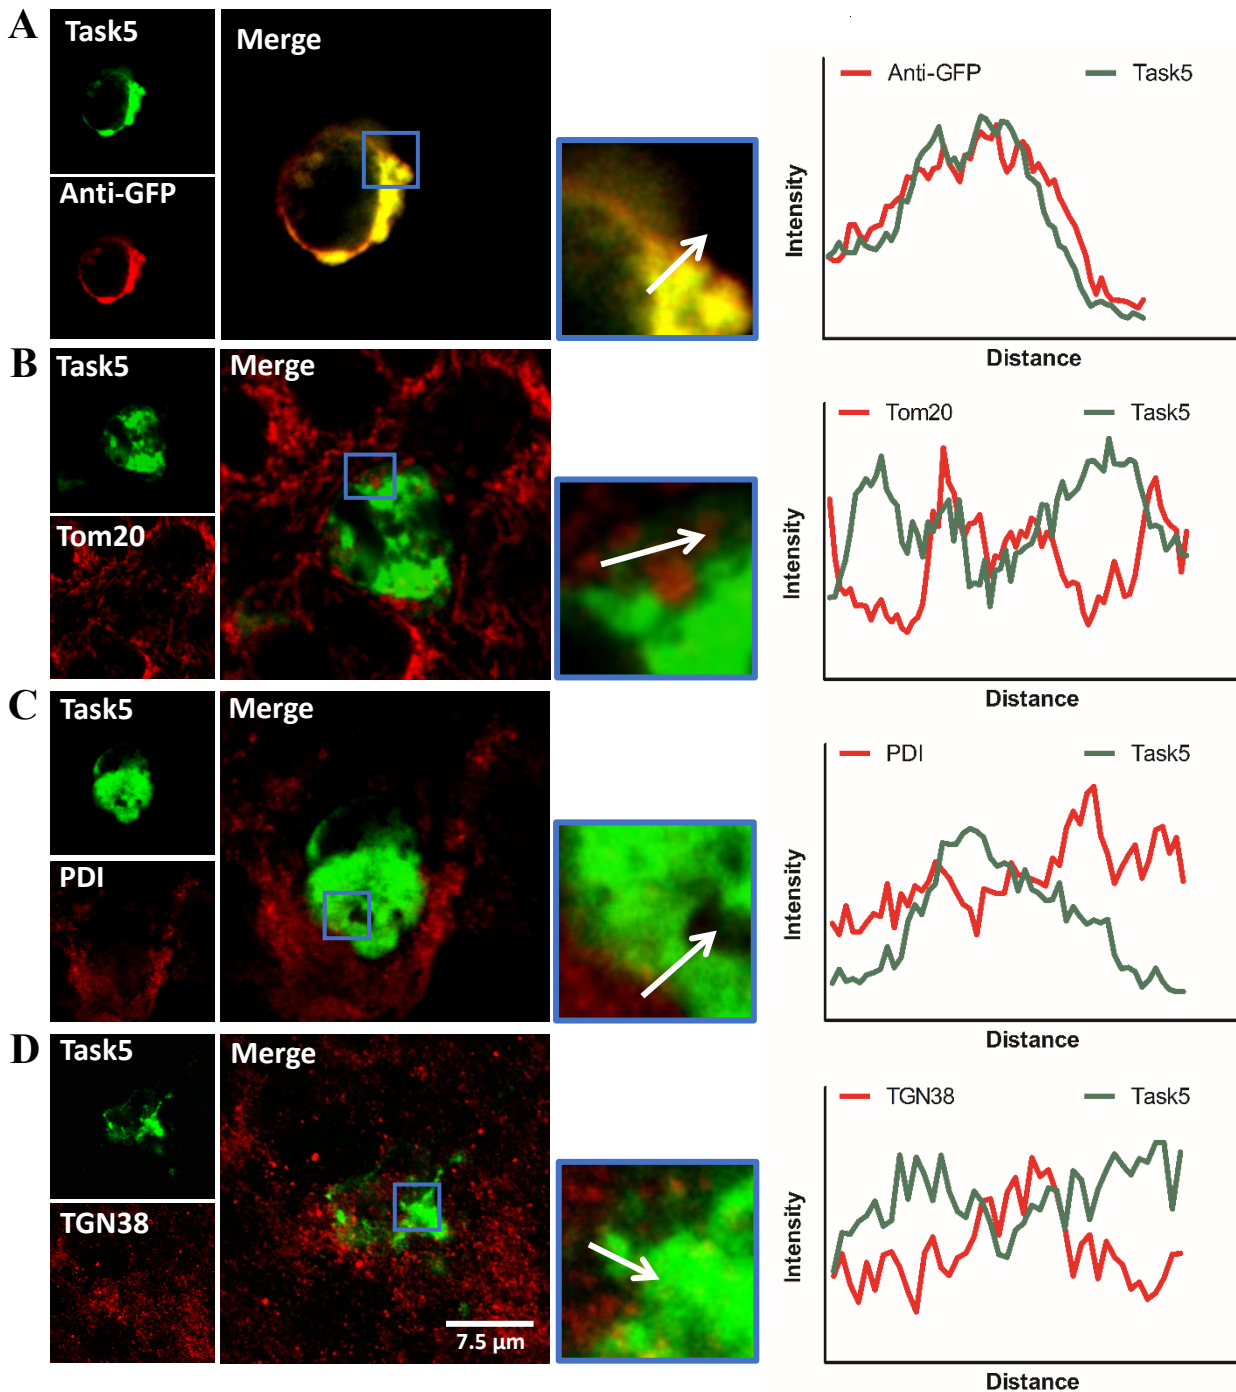 A
Task5
Anti-GFP
Merge
Anti-GFP Task5
Intensity
Distance
B
Task5
Tom20
Merge
Tom20 Task5
Intensity
Distance
C
Task5
PDI
Merge
PDI Task5
Intensity
Distance
D
Task5
TGN38
Merge
7.5 µm
TGN38 Task5
Intensity
Distance